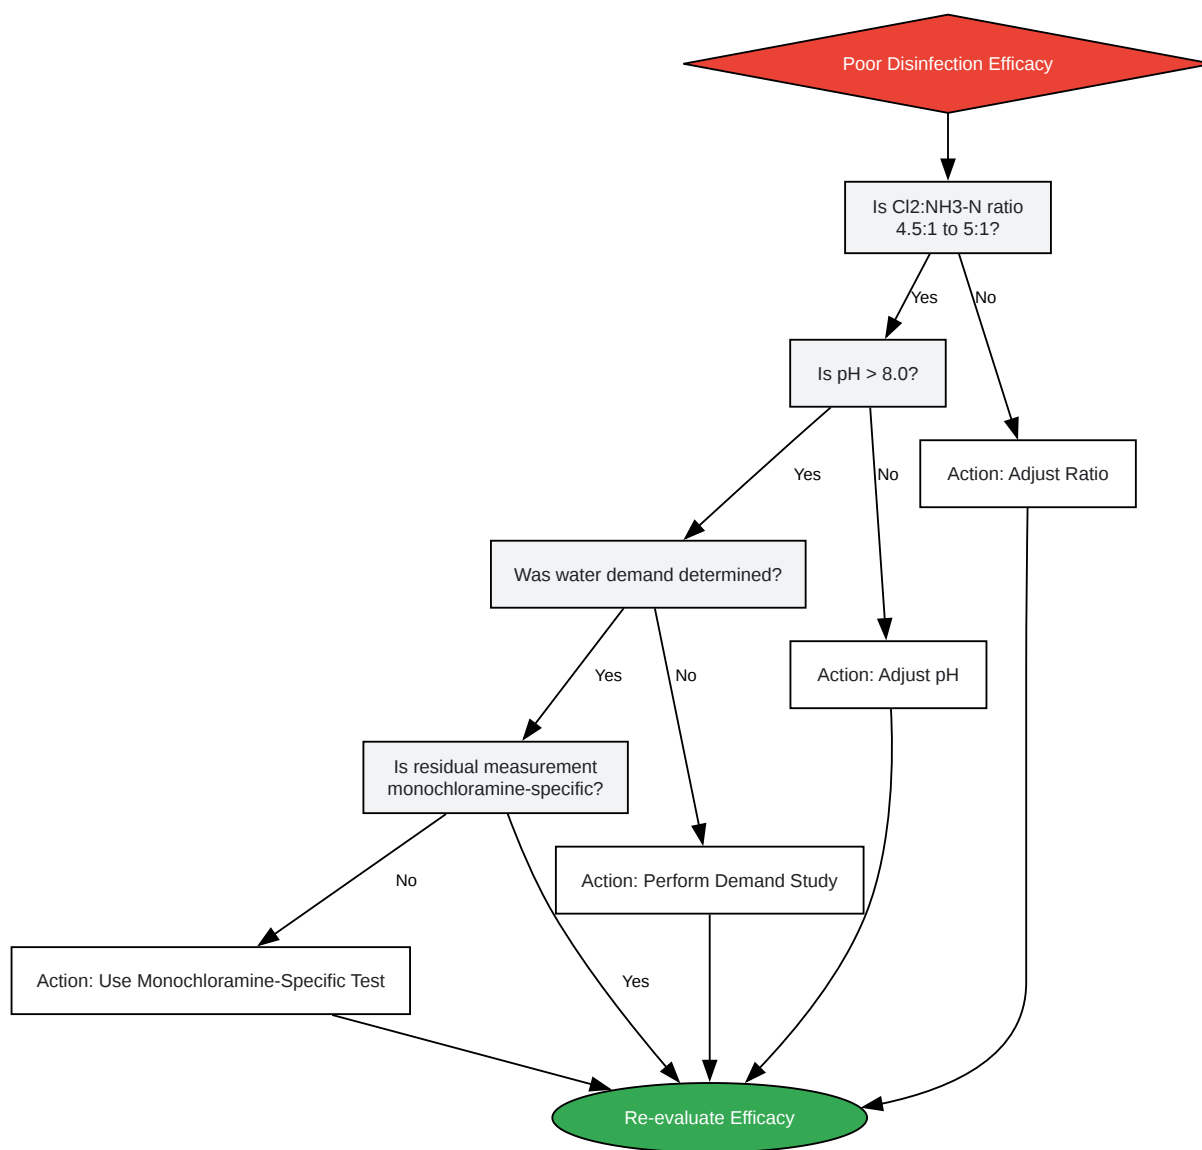 Poor Disinfection Efficacy
Is Cl2:NH3-N ratio
4.5:1 to 5:1?
Yes
No
Is pH > 8.0?
Action: Adjust Ratio
Yes
No
Was water demand determined?
Action: Adjust pH
Yes
No
Is residual measurement
monochloramine-specific?
Action: Perform Demand Study
No
Action: Use Monochloramine-Specific Test
Yes
Re-evaluate Efficacy